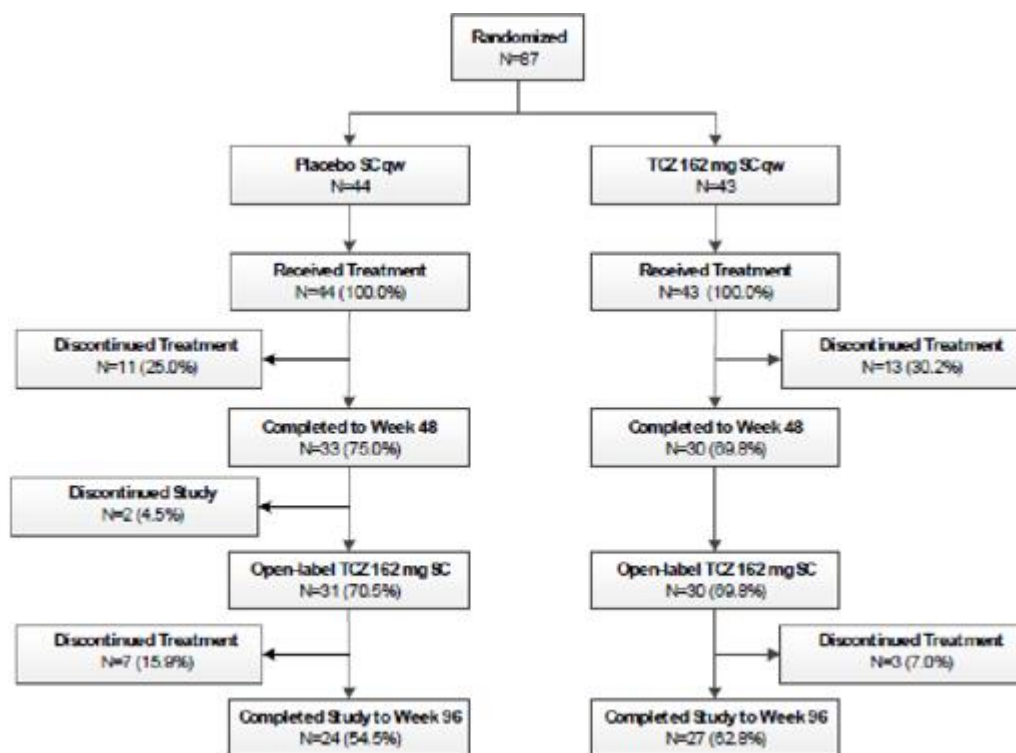 Randomized
N=87
Placebo SC qw
N=44
TCZ 162 mg SC qw
N=43
Received Treatment
N=44 (100.0%)
Received Treatment
N=43 (100.0%)
Discontinued Treatment
N=11 (25.0%)
Discontinued Treatment
N=13 (30.2%)
Completed to Week 48
N=33 (75.0%)
Completed to Week 48
N=30 (69.8%)
Discontinued Study
N=2 (4.5%)
Open-label TCZ 162 mg SC
N=31 (70.5%)
Open-label TCZ 162 mg SC
N=30 (69.8%)
Discontinued Treatment
N=7 (15.9%)
Discontinued Treatment
N=3 (7.0%)
Completed Study to Week 96
N=24 (54.5%)
Completed Study to Week 96
N=27 (62.8%)